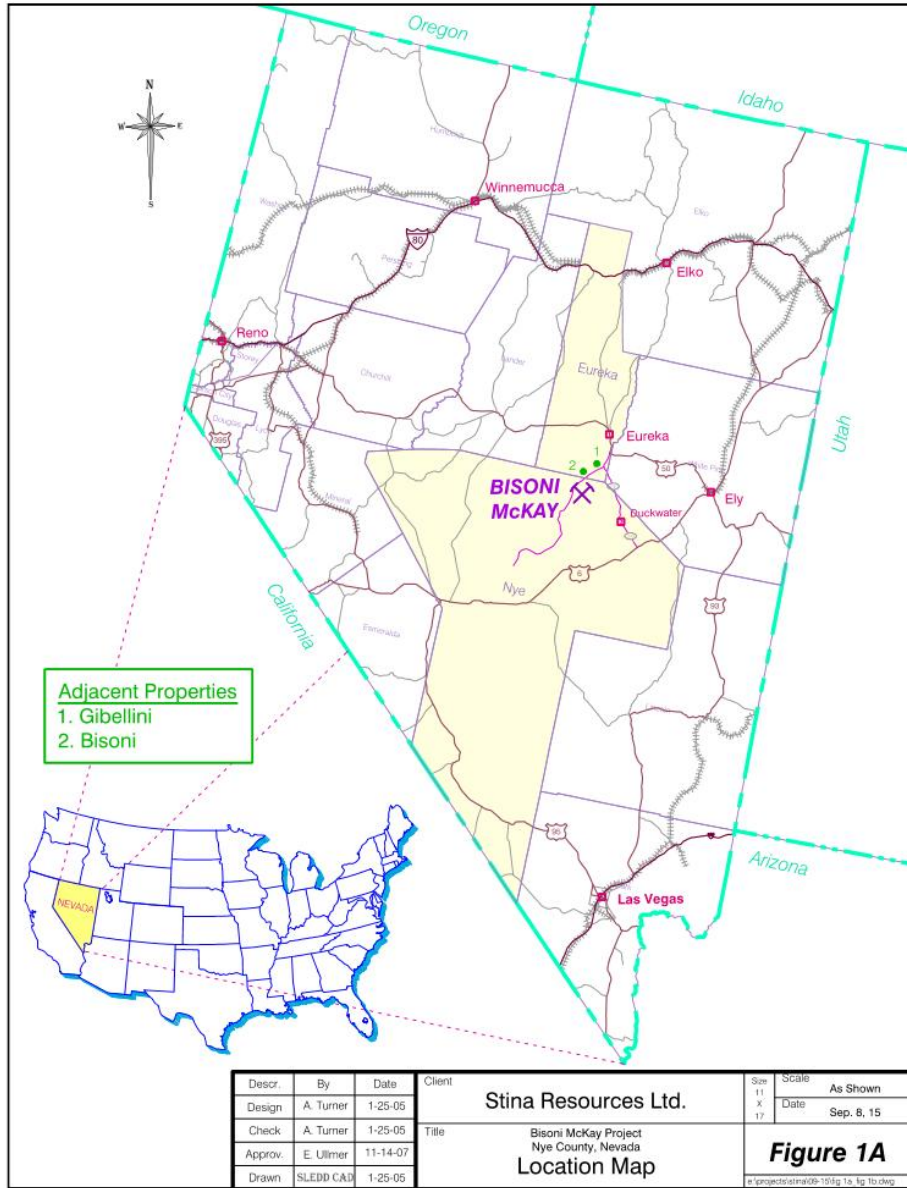 Oregon
Idaho
N
W
E
S
Humboldt
Winnemucca
Elko
80
Pershing
Elko
Reno
Storey
Churchill
Lander
Eureka
Utah
Eureka
395
Douglas
1
2
50
BISONI
McKAY
Ely
Mineral
Duckwater
6
Nye
93
California
Esmeralda
Adjacent Properties
1. Gibellini
2. Bisoni
95
Arizona
Las Vegas
NEVADA
Descr. By Date
Design A. Turner 1-25-05
Check A. Turner 1-25-05
Approv. E. Ullmer 11-14-07
Drawn SLEDD CAD 1-25-05
Client
Stina Resources Ltd.
Title
Bisoni McKay Project
Nye County, Nevada
Location Map
Size
11
X
17
Scale
As Shown
Date
Sep. 8, 15
Figure 1A